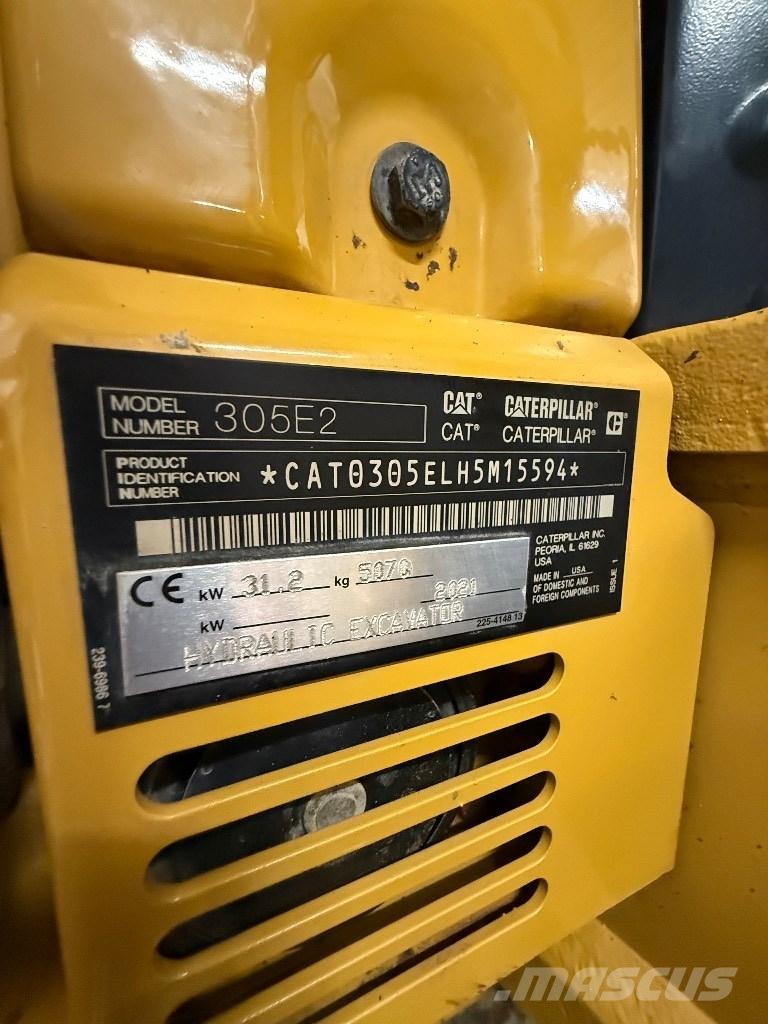 MODEL NUMBER 305E2
CAT® CATERPILLAR®
CAT® CATERPILLAR®
PRODUCT IDENTIFICATION NUMBER *CAT0305ELH5M15594*
CATERPILLAR INC.
PEORIA, IL 61629
USA
MADE IN USA
OF DOMESTIC AND
FOREIGN COMPONENTS
ISSUE 1
CE kW 31.2 kg 5070
kW 2021
HYDRAULIC EXCAVATOR
225-4148 13
239-6986 7
MASCUS